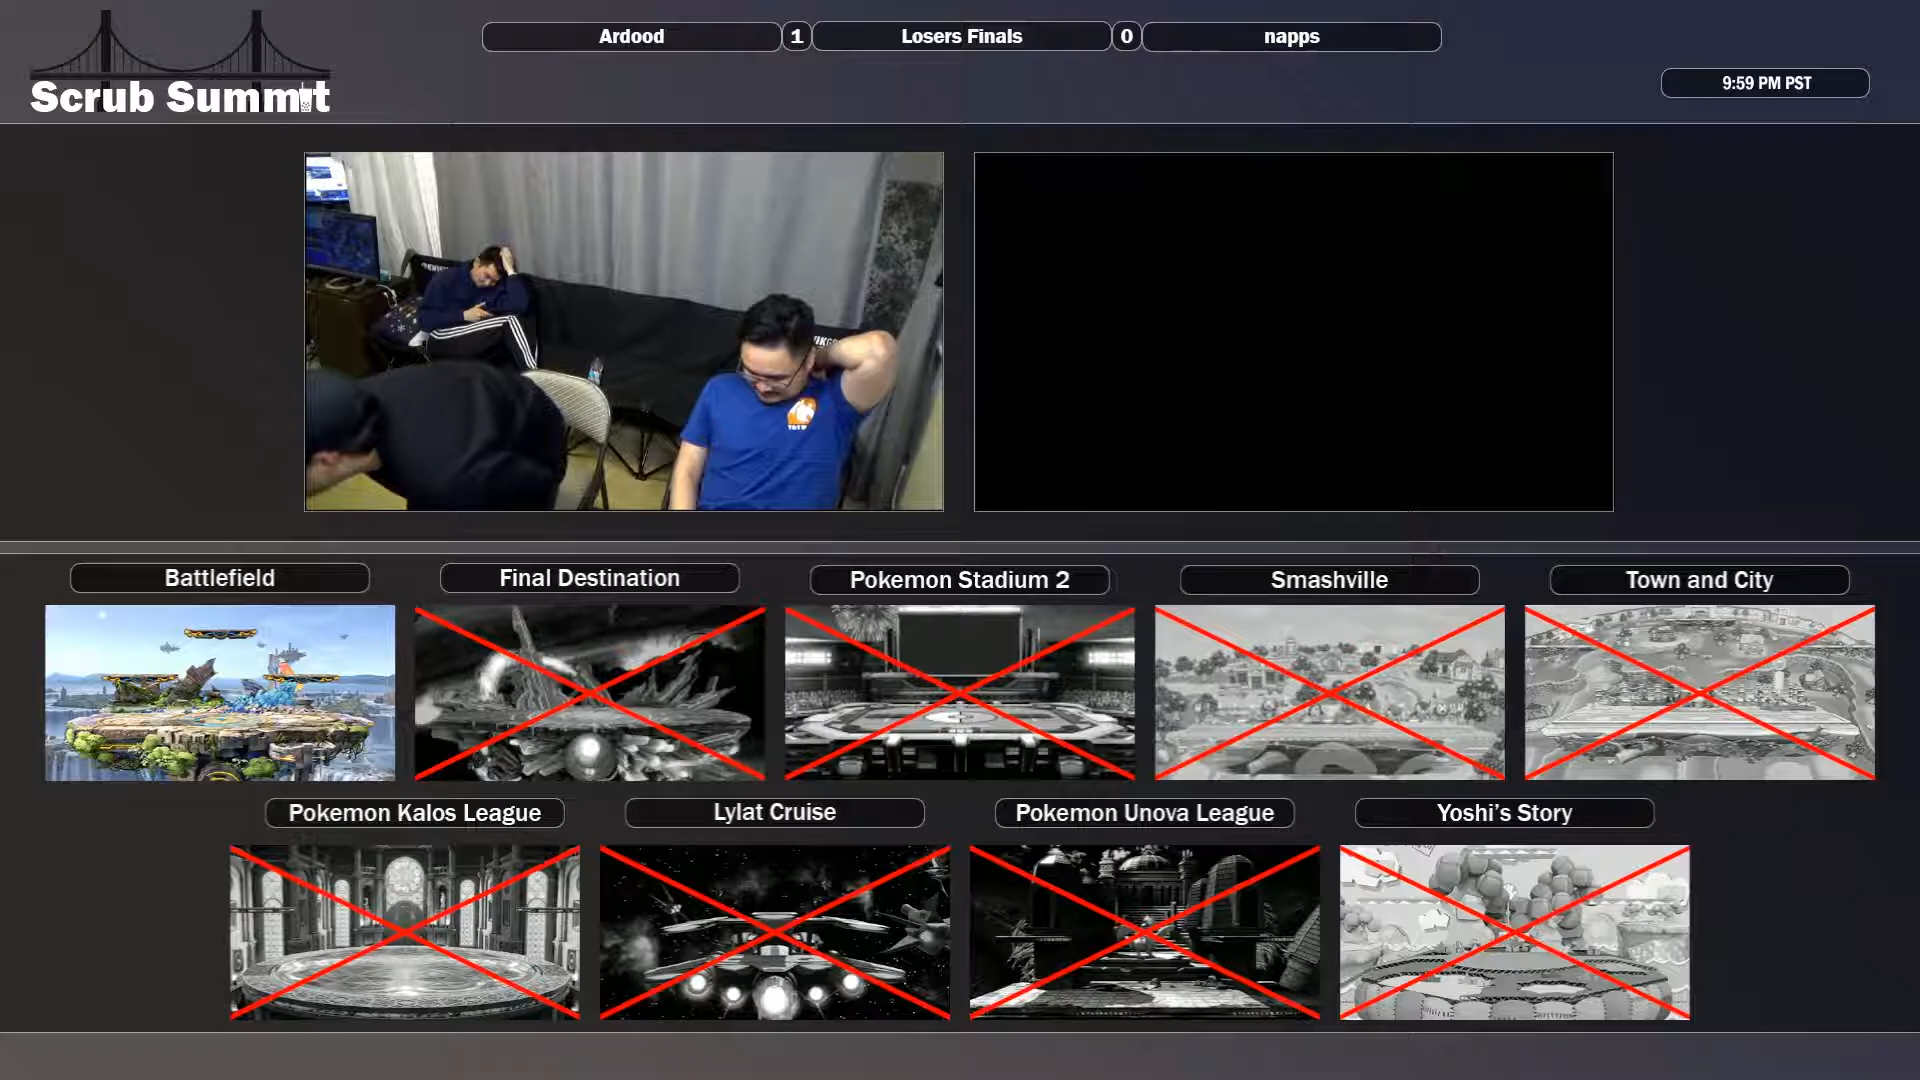 Ardood
1
Losers Finals
0
napps
Scrub Summit
9:59 PM PST
Battlefield
Final Destination
Pokemon Stadium 2
Smashville
Town and City
Pokemon Kalos League
Lylat Cruise
Pokemon Unova League
Yoshi's Story